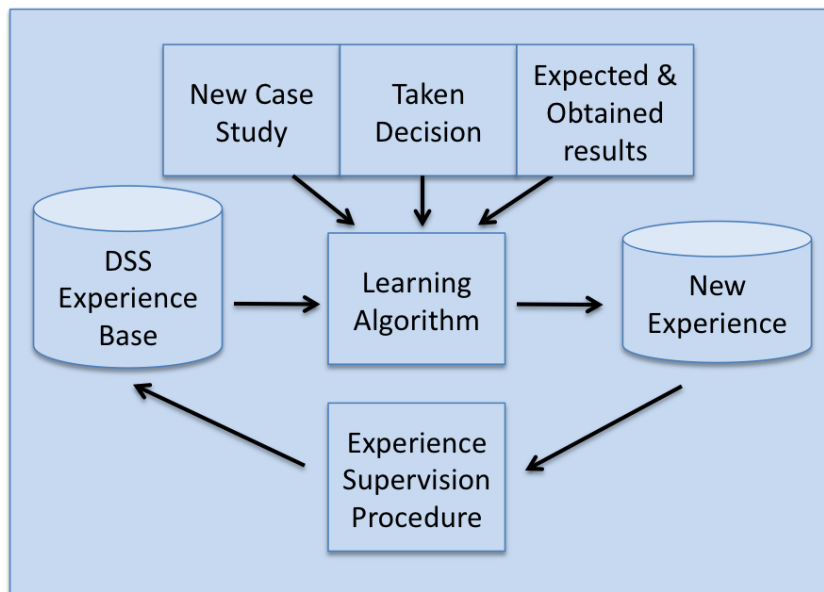 New Case
Study
Taken
Decision
Expected &
Obtained
results
DSS
Experience
Base
Learning
Algorithm
New
Experience
Experience
Supervision
Procedure